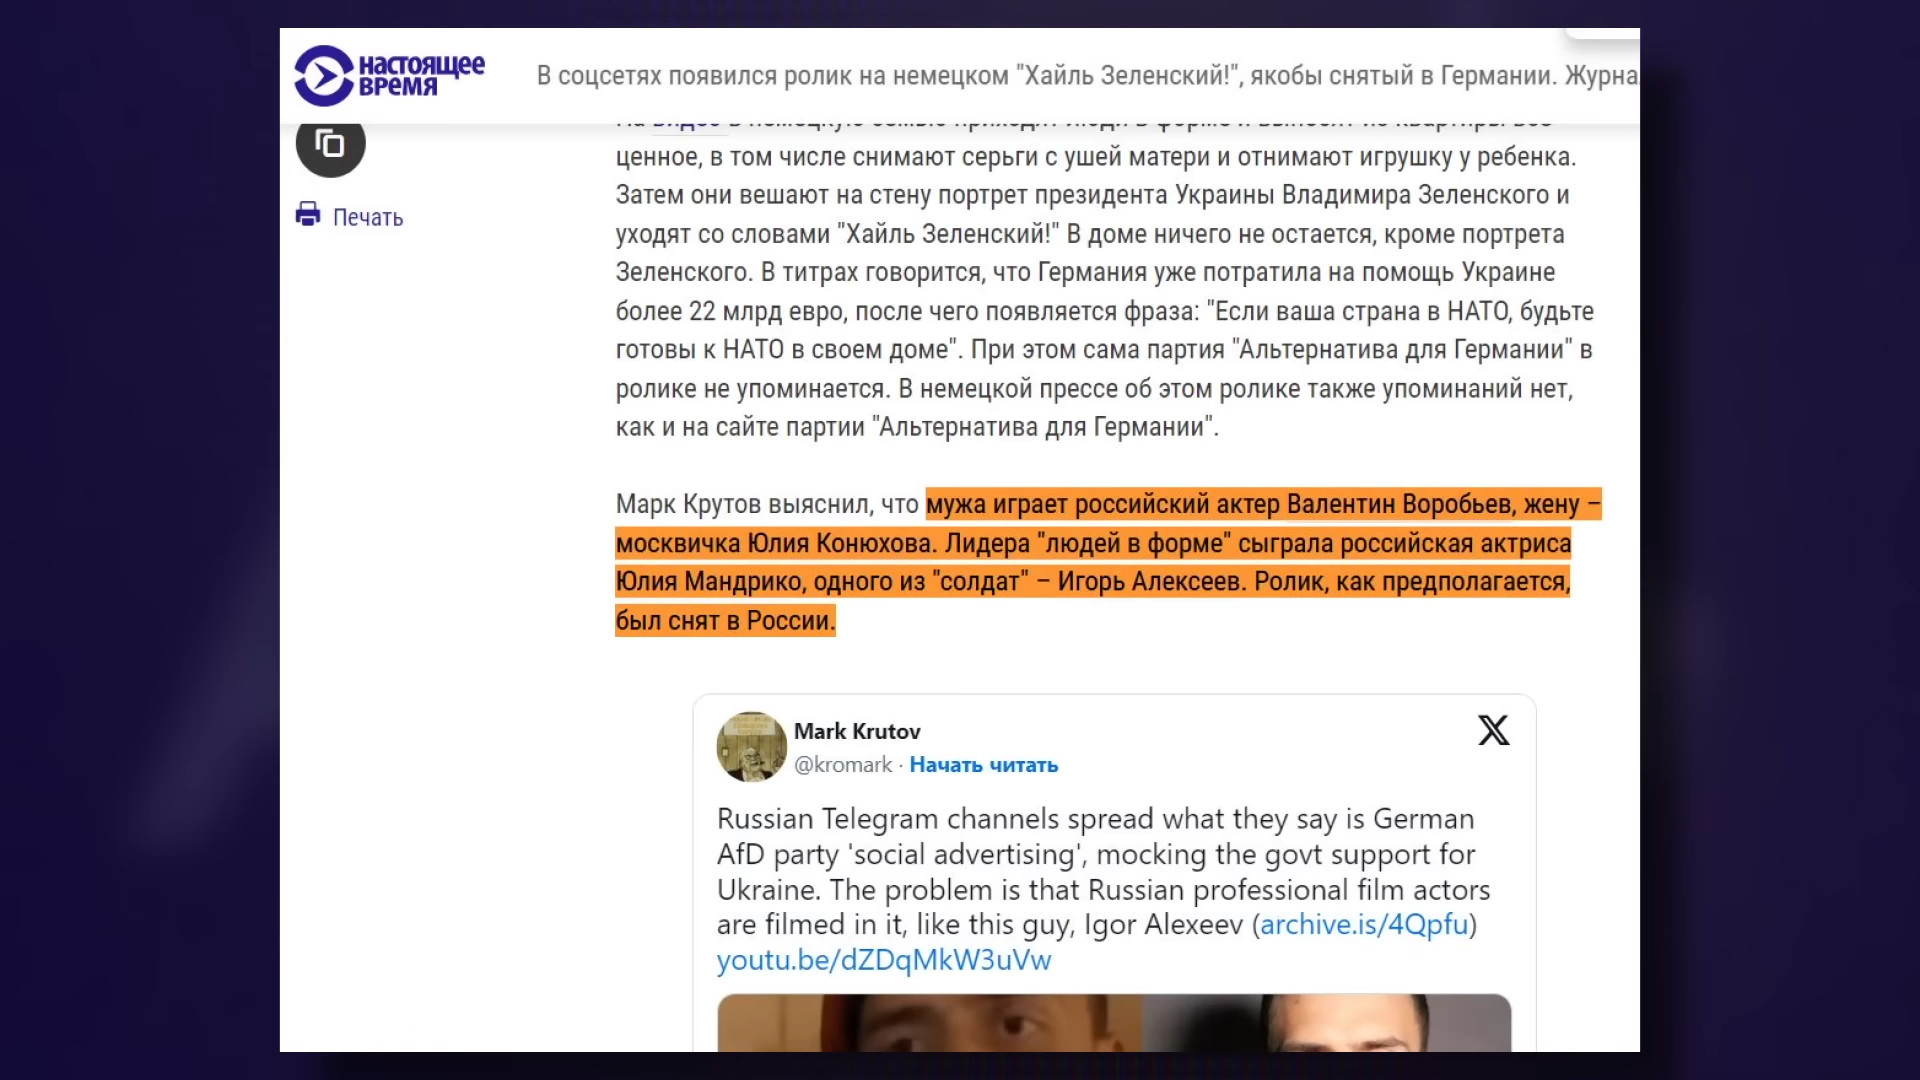 настоящее
время
В соцсетях появился ролик на немецком "Хайль Зеленский!", якобы снятый в Германии. Журна
Печать
ценное, в том числе снимают серьги с ушей матери и отнимают игрушку у ребенка.
Затем они вешают на стену портрет президента Украины Владимира Зеленского и
уходят со словами "Хайль Зеленский!" В доме ничего не остается, кроме портрета
Зеленского. В титрах говорится, что Германия уже потратила на помощь Украине
более 22 млрд евро, после чего появляется фраза: "Если ваша страна в НАТО, будьте
готовы к НАТО в своем доме". При этом сама партия "Альтернатива для Германии" в
ролике не упоминается. В немецкой прессе об этом ролике также упоминаний нет,
как и на сайте партии "Альтернатива для Германии".
Марк Крутов выяснил, что мужа играет российский актер Валентин Воробьев, жену –
москвичка Юлия Конюхова. Лидера "людей в форме" сыграла российская актриса
Юлия Мандрико, одного из "солдат" – Игорь Алексеев. Ролик, как предполагается,
был снят в России.
Mark Krutov
@kromark · Начать читать
Russian Telegram channels spread what they say is German
AfD party 'social advertising', mocking the govt support for
Ukraine. The problem is that Russian professional film actors
are filmed in it, like this guy, Igor Alexeev (archive.is/4Qpfu)
youtu.be/dZDqMkW3uVw